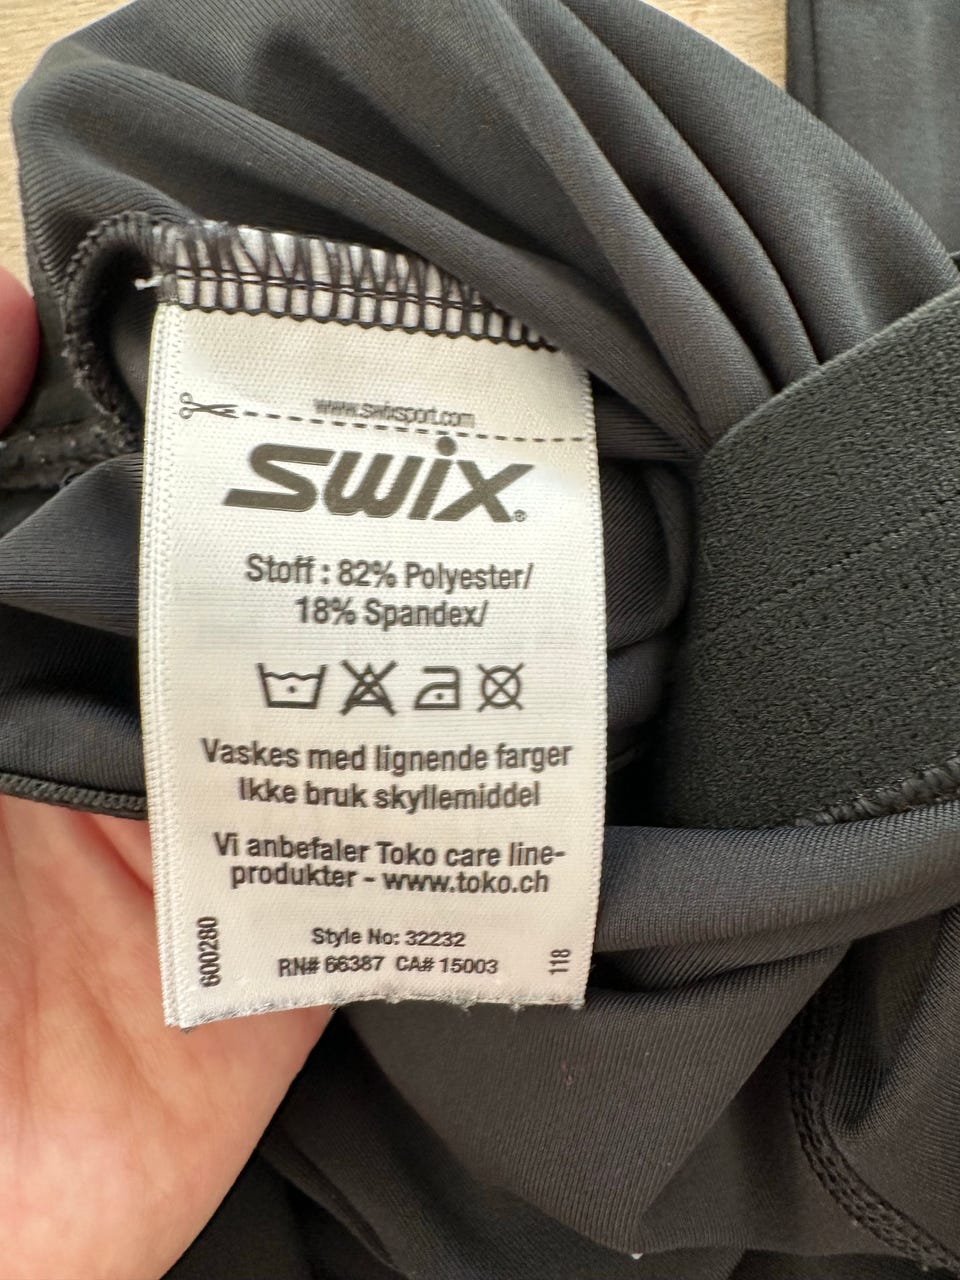 www.swixsport.com
SWIX®
Stoff : 82% Polyester/
18% Spandex/
Vaskes med lignende farger
Ikke bruk skyllemiddel
Vi anbefaler Toko care line-
produkter - www.toko.ch
Style No: 32232
RN# 66387 CA# 15003
600280
118